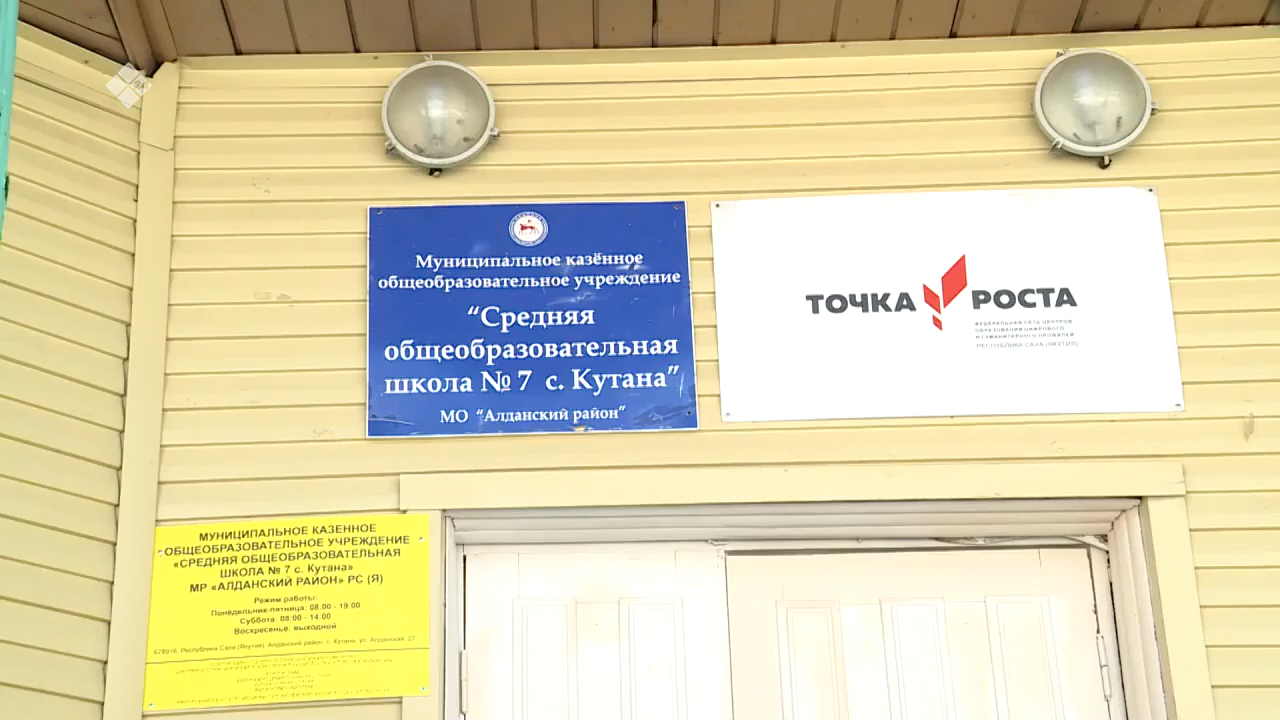 Муниципальное казённое
общеобразовательное учреждение
“Средняя
общеобразовательная
школа № 7 с. Кутана”
МО “Алданский район”
ТОЧКА РОСТА
ФЕДЕРАЛЬНАЯ СЕТЬ ЦЕНТРОВ
ОБРАЗОВАНИЯ ЦИФРОВОГО
И ГУМАНИТАРНОГО ПРОФИЛЕЙ
РЕСПУБЛИКА САХА (ЯКУТИЯ)
МУНИЦИПАЛЬНОЕ КАЗЕННОЕ
ОБЩЕОБРАЗОВАТЕЛЬНОЕ УЧРЕЖДЕНИЕ
«СРЕДНЯЯ ОБЩЕОБРАЗОВАТЕЛЬНАЯ
ШКОЛА № 7 с. Кутана»
МР «АЛДАНСКИЙ РАЙОН» РС (Я)
Режим работы:
Понедельник-пятница: 08:00 - 19:00
Суббота: 08:00 - 14:00
Воскресенье: выходной
678916, Республика Саха (Якутия), Алданский район, с. Кутана, ул. Алданская, 27